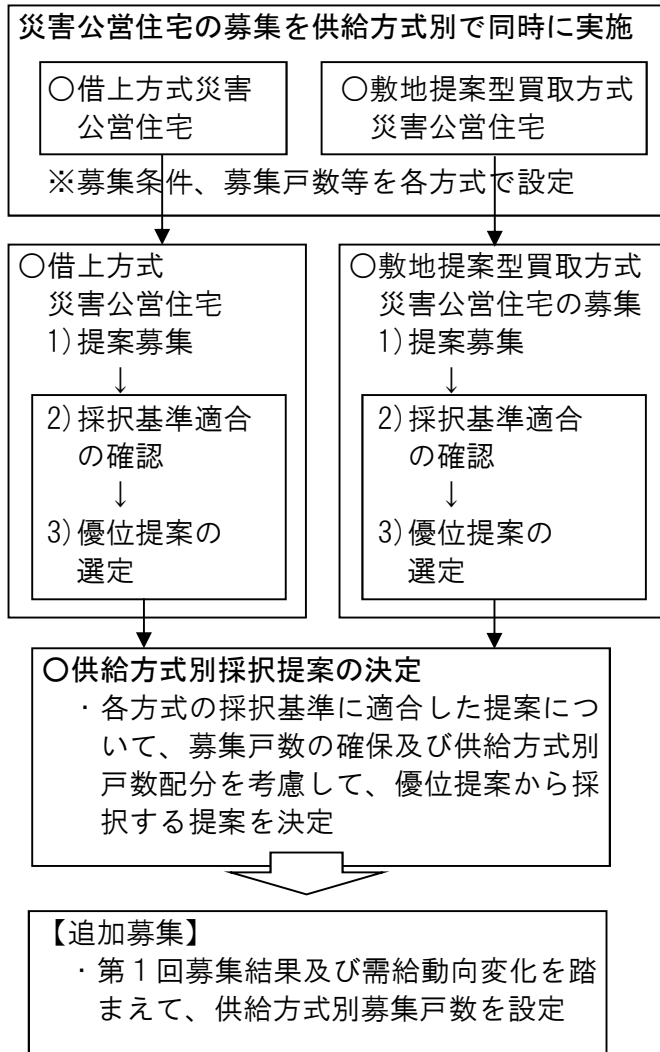 災害公営住宅の募集を供給方式別で同時に実施
○借上方式災害
公営住宅
○敷地提案型買取方式
災害公営住宅
※募集条件、募集戸数等を各方式で設定
○借上方式
災害公営住宅
1)提案募集
↓
2)採択基準適合
の確認
↓
3)優位提案の
選定
○敷地提案型買取方式
災害公営住宅の募集
1)提案募集
↓
2)採択基準適合
の確認
↓
3)優位提案の
選定
○供給方式別採択提案の決定
・各方式の採択基準に適合した提案につ
いて、募集戸数の確保及び供給方式別
戸数配分を考慮して、優位提案から採
択する提案を決定
【追加募集】
・第１回募集結果及び需給動向変化を踏
まえて、供給方式別募集戸数を設定